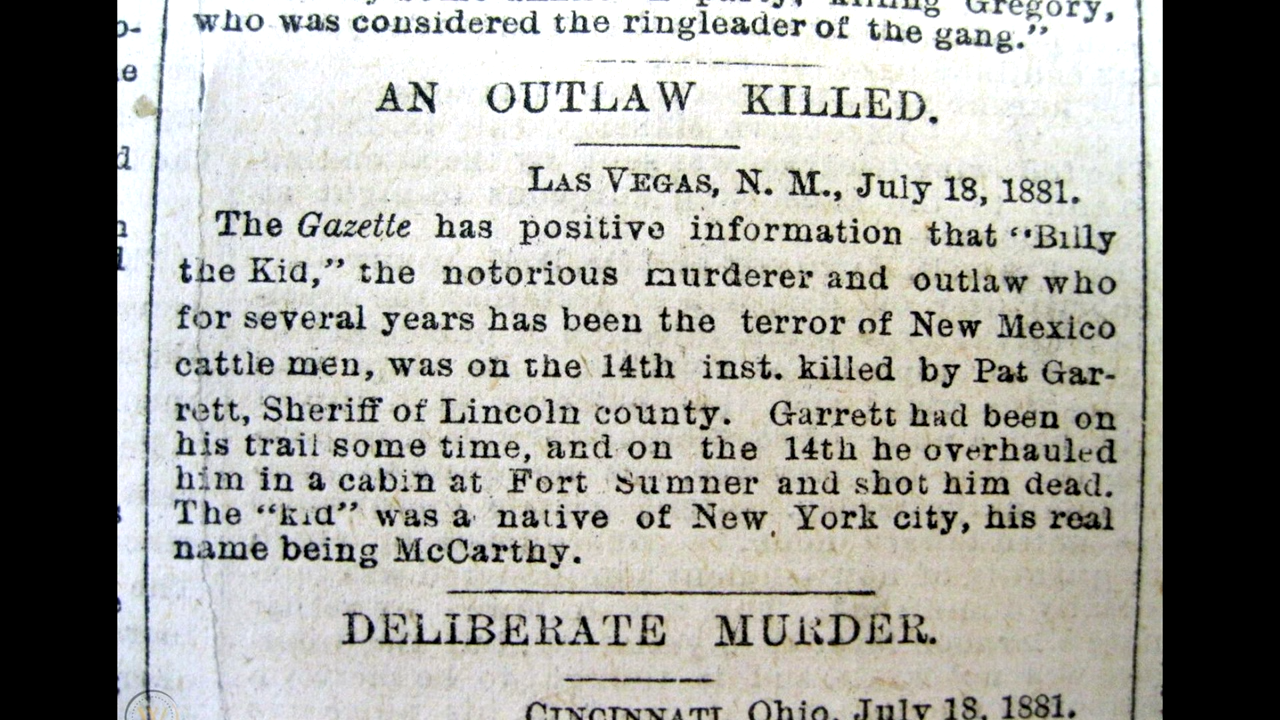 killing Gregory,
who was considered the ringleader of the gang."
AN OUTLAW KILLED.
LAS VEGAS, N. M., July 18, 1881.
The Gazette has positive information that "Billy
the Kid," the notorious murderer and outlaw who
for several years has been the terror of New Mexico
cattle men, was on the 14th inst. killed by Pat Gar-
rett, Sheriff of Lincoln county. Garrett had been on
his trail some time, and on the 14th he overhauled
him in a cabin at Fort Sumner and shot him dead.
The "kid" was a native of New York city, his real
name being McCarthy.
DELIBERATE MURDER.
CINCINNATI, Ohio, July 18, 1881.